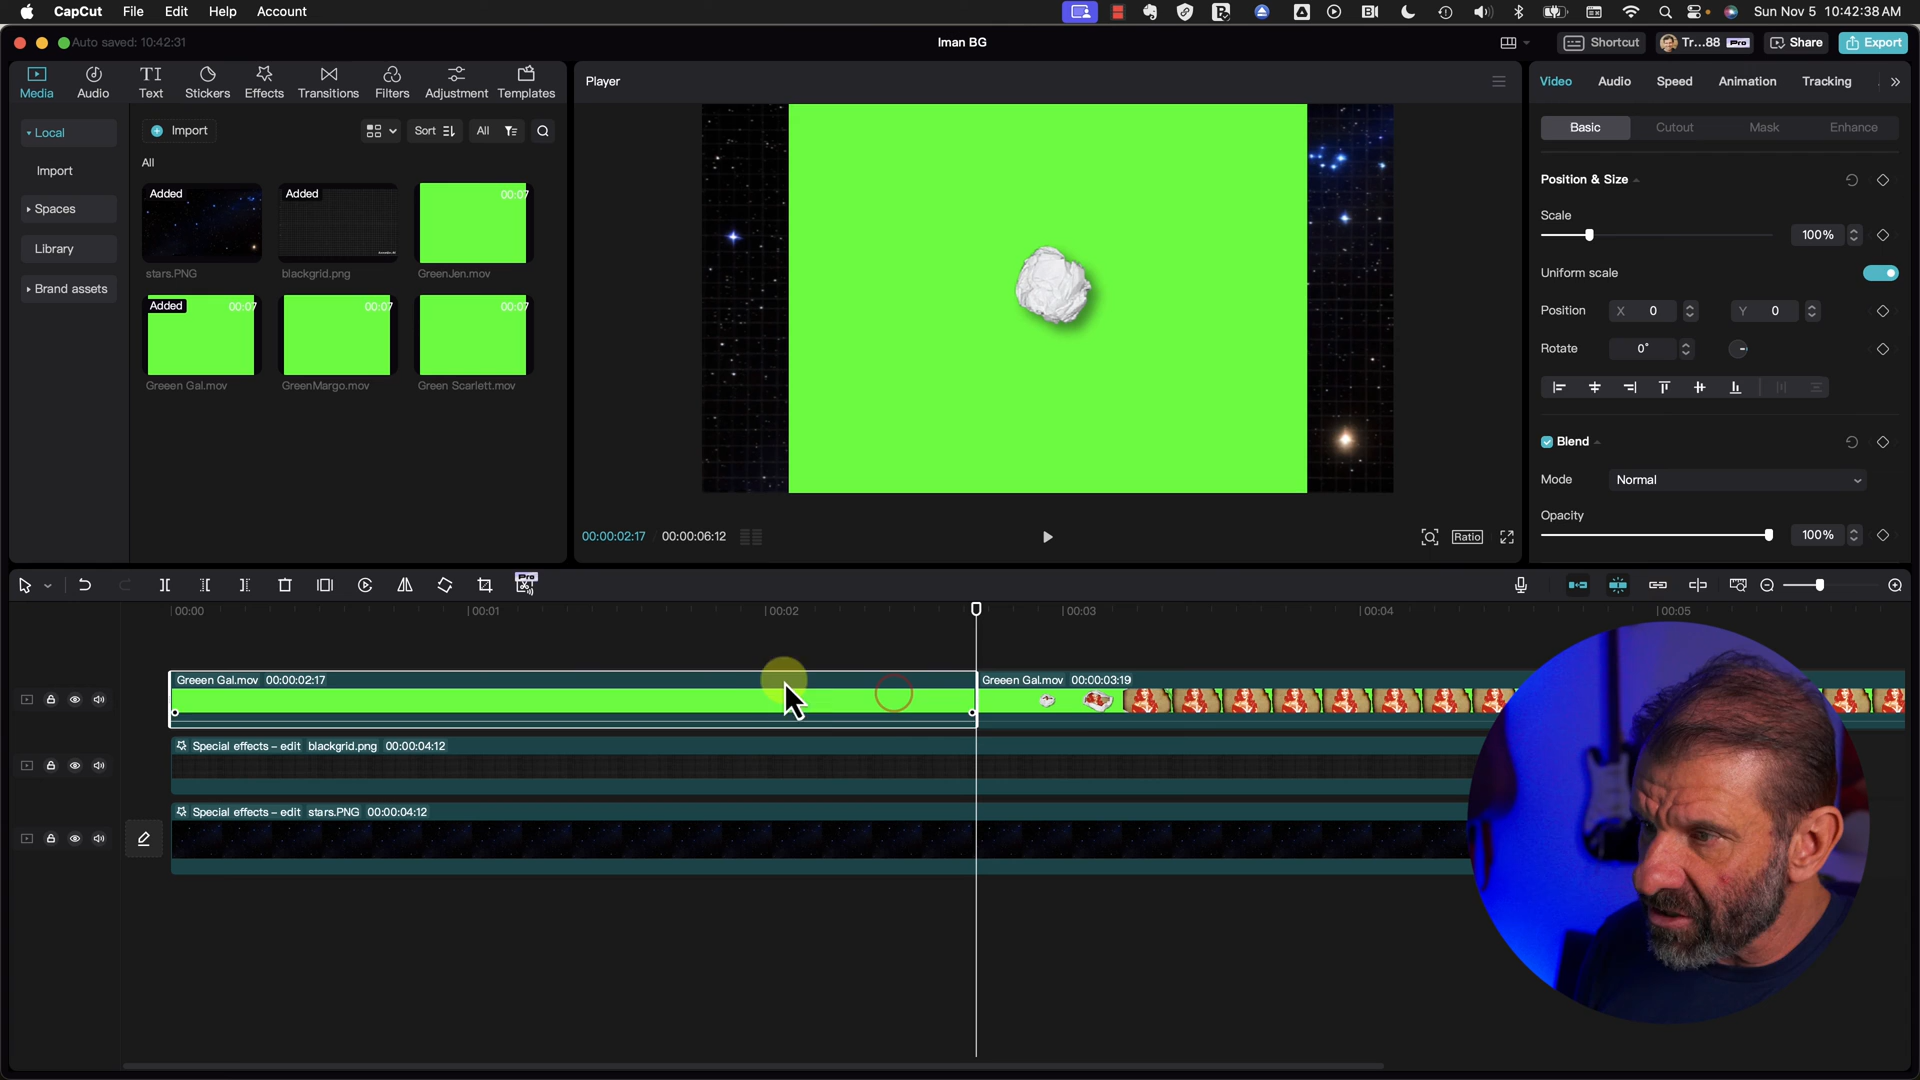 CapCut File Edit Help Account
Sun Nov 5 10:42:38 AM
Auto saved: 10:42:31
Iman BG
Shortcut
Tr...88 Pro
Share
Export
Media Audio Text Stickers Effects Transitions Filters Adjustment Templates
Local
Import
Spaces
Library
Brand assets
Import
Sort
All
All
Added
stars.PNG
Added
blackgrid.png
00:07
GreenJen.mov
Added
00:07
Greeen Gal.mov
00:07
GreenMargo.mov
00:07
Green Scarlett.mov
Player
00:00:02:17 / 00:00:06:12
Ratio
Video Audio Speed Animation Tracking
Basic Cutout Mask Enhance
Position & Size
Scale
100%
Uniform scale
Position X 0 Y 0
Rotate 0°
Blend
Mode Normal
Opacity
100%
Pro
00:00 00:01 00:02 00:03 00:04 00:05
Greeen Gal.mov 00:00:02:17
Greeen Gal.mov 00:00:03:19
Special effects – edit blackgrid.png 00:00:04:12
Special effects – edit stars.PNG 00:00:04:12